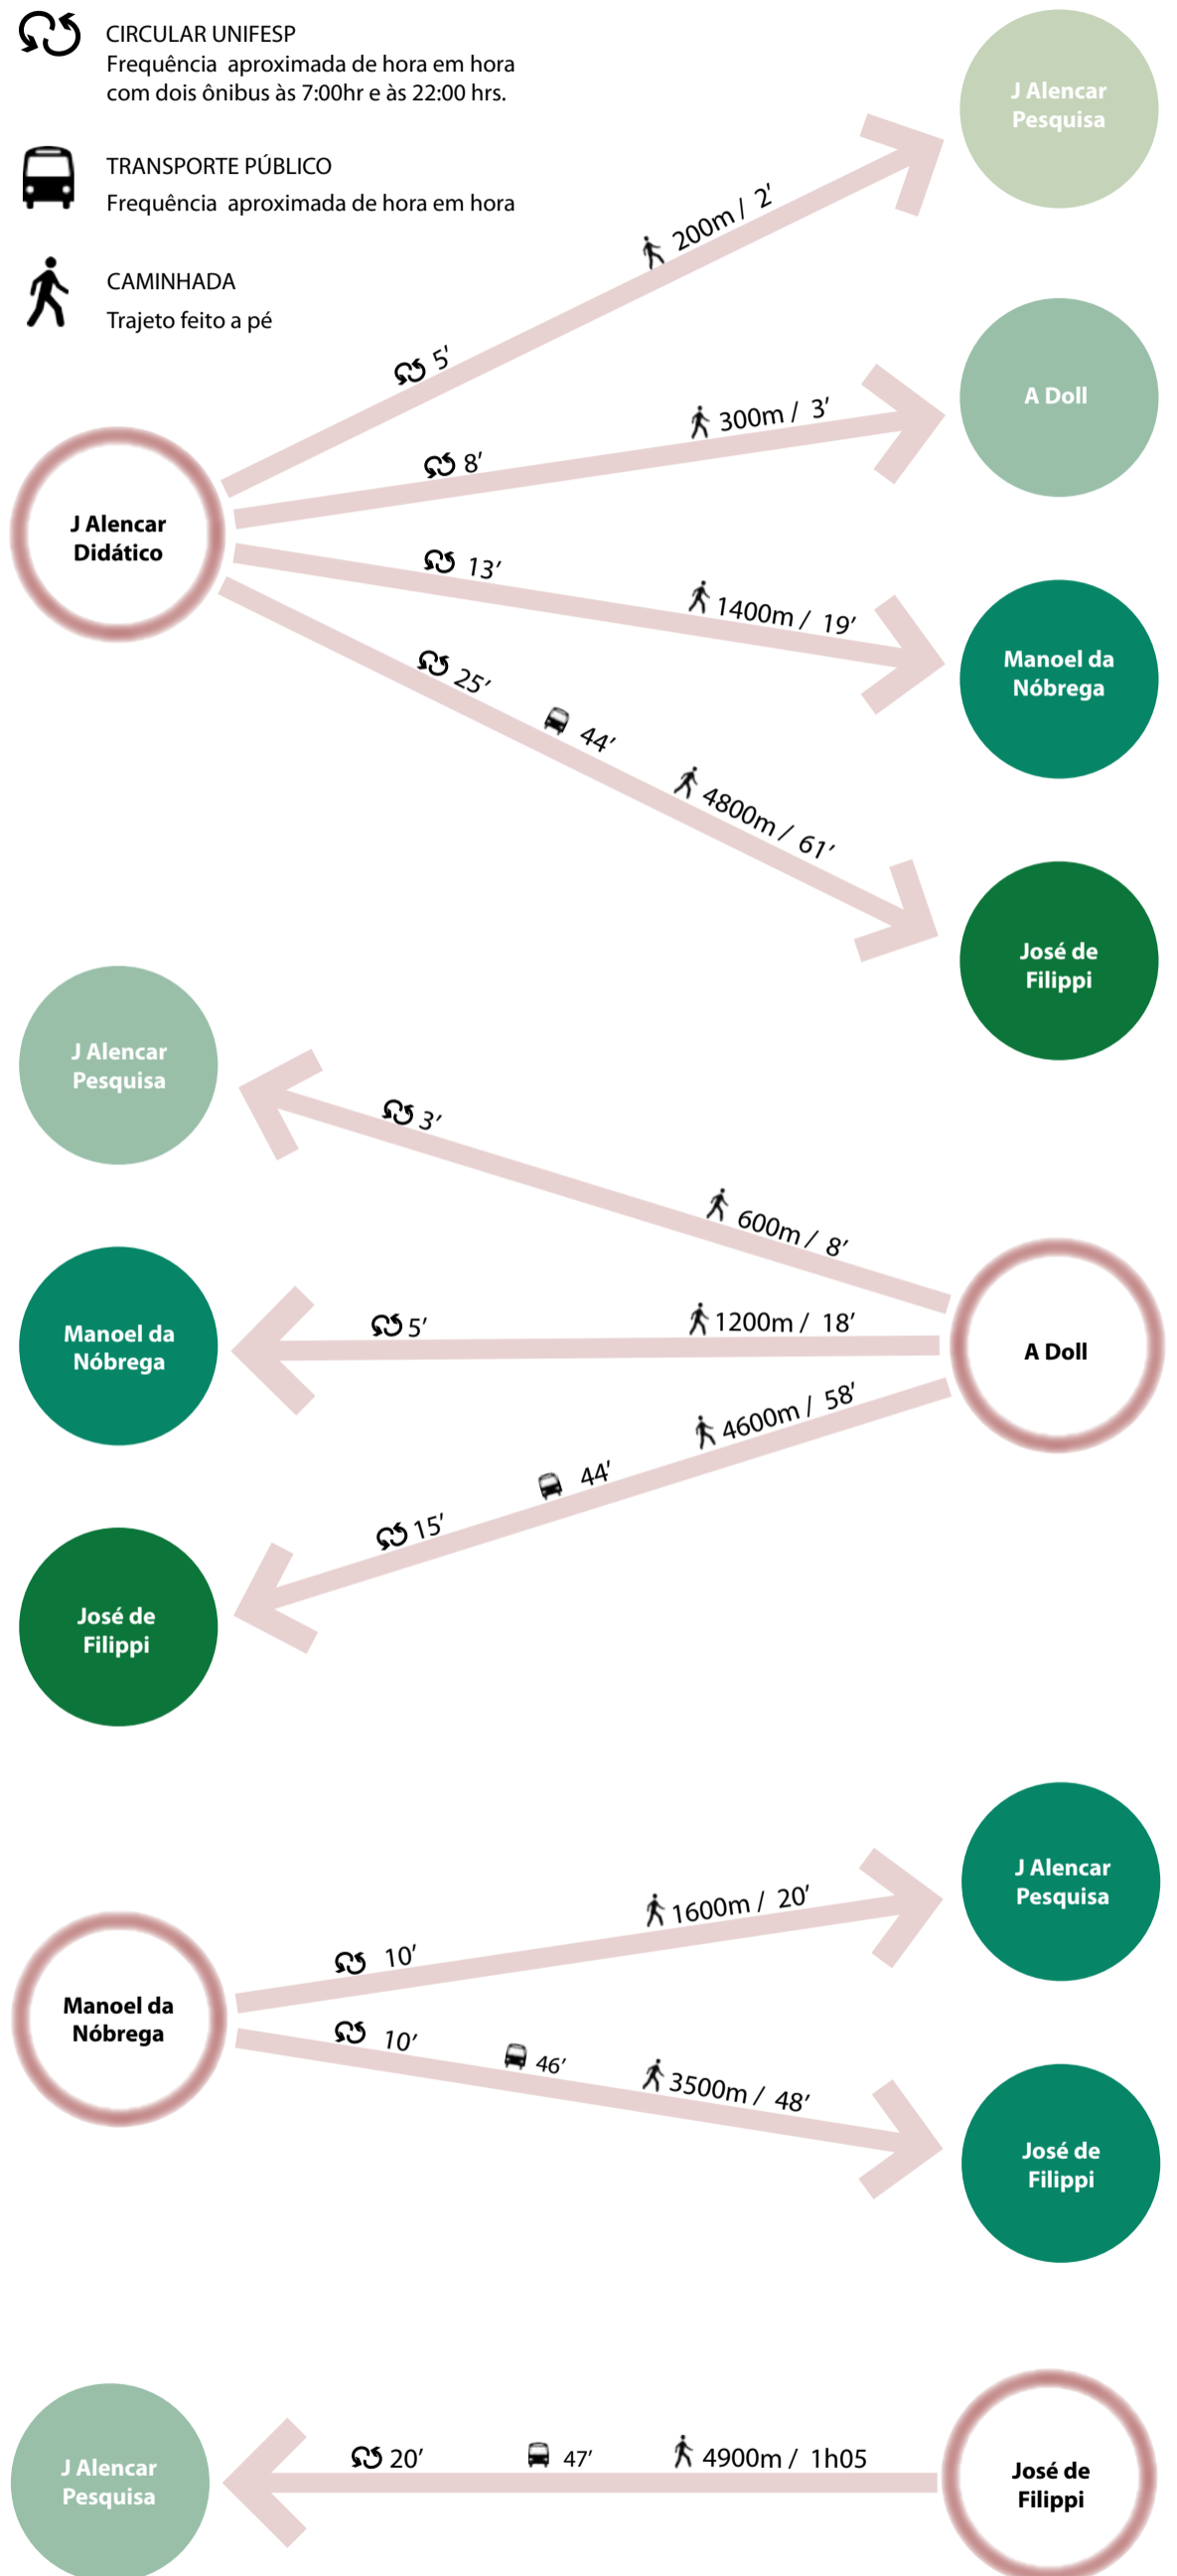 CIRCULAR UNIFESP
Frequência aproximada de hora em hora
com dois ônibus às 7:00hr e às 22:00 hrs.
TRANSPORTE PÚBLICO
Frequência aproximada de hora em hora
CAMINHADA
Trajeto feito a pé
J Alencar
Didático
5'
200m / 2'
J Alencar
Pesquisa
8'
300m / 3'
A Doll
13'
1400m / 19'
Manoel da
Nóbrega
25'
44'
4800m / 61'
José de
Filippi
J Alencar
Pesquisa
3'
600m / 8'
Manoel da
Nóbrega
5'
1200m / 18'
A Doll
José de
Filippi
15'
44'
4600m / 58'
Manoel da
Nóbrega
10'
1600m / 20'
J Alencar
Pesquisa
10'
46'
3500m / 48'
José de
Filippi
J Alencar
Pesquisa
20'
47'
4900m / 1h05
José de
Filippi